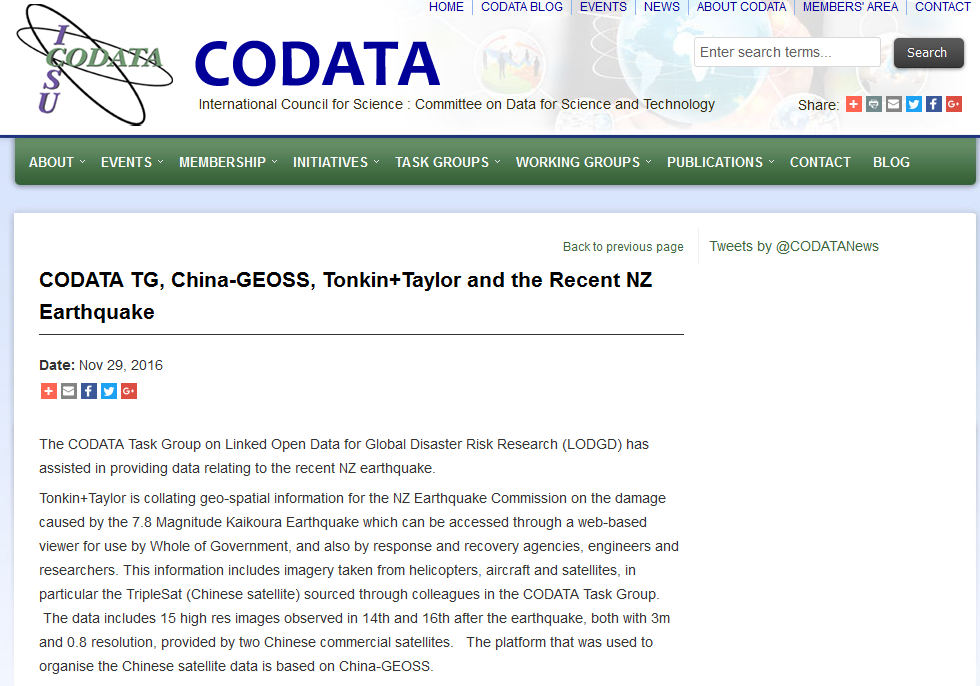 HOME CODATA BLOG EVENTS NEWS ABOUT CODATA MEMBERS' AREA CONTACT
ICSU
CODATA
CODATA
International Council for Science : Committee on Data for Science and Technology
Enter search terms...
Search
Share:
ABOUT EVENTS MEMBERSHIP INITIATIVES TASK GROUPS WORKING GROUPS PUBLICATIONS CONTACT BLOG
Back to previous page
Tweets by @CODATANews
CODATA TG, China-GEOSS, Tonkin+Taylor and the Recent NZ
Earthquake
Date: Nov 29, 2016
The CODATA Task Group on Linked Open Data for Global Disaster Risk Research (LODGD) has
assisted in providing data relating to the recent NZ earthquake.
Tonkin+Taylor is collating geo-spatial information for the NZ Earthquake Commission on the damage
caused by the 7.8 Magnitude Kaikoura Earthquake which can be accessed through a web-based
viewer for use by Whole of Government, and also by response and recovery agencies, engineers and
researchers. This information includes imagery taken from helicopters, aircraft and satellites, in
particular the TripleSat (Chinese satellite) sourced through colleagues in the CODATA Task Group.
The data includes 15 high res images observed in 14th and 16th after the earthquake, both with 3m
and 0.8 resolution, provided by two Chinese commercial satellites. The platform that was used to
organise the Chinese satellite data is based on China-GEOSS.